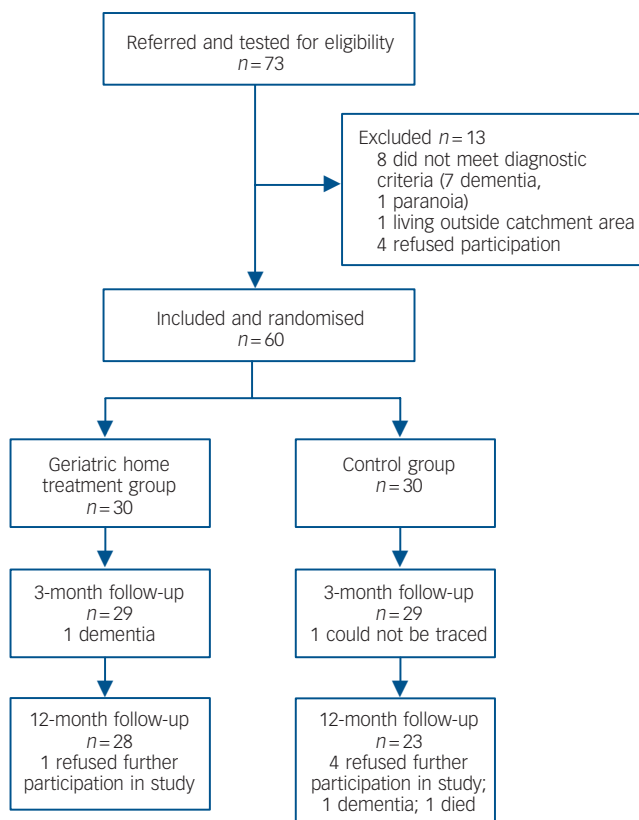 Referred and tested for eligibility
n=73
Excluded n=13
8 did not meet diagnostic
criteria (7 dementia,
1 paranoia)
1 living outside catchment area
4 refused participation
Included and randomised
n=60
Geriatric home
treatment group
n=30
Control group
n=30
3-month follow-up
n=29
1 dementia
3-month follow-up
n=29
1 could not be traced
12-month follow-up
n=28
1 refused further
participation in study
12-month follow-up
n=23
4 refused further
participation in study;
1 dementia; 1 died